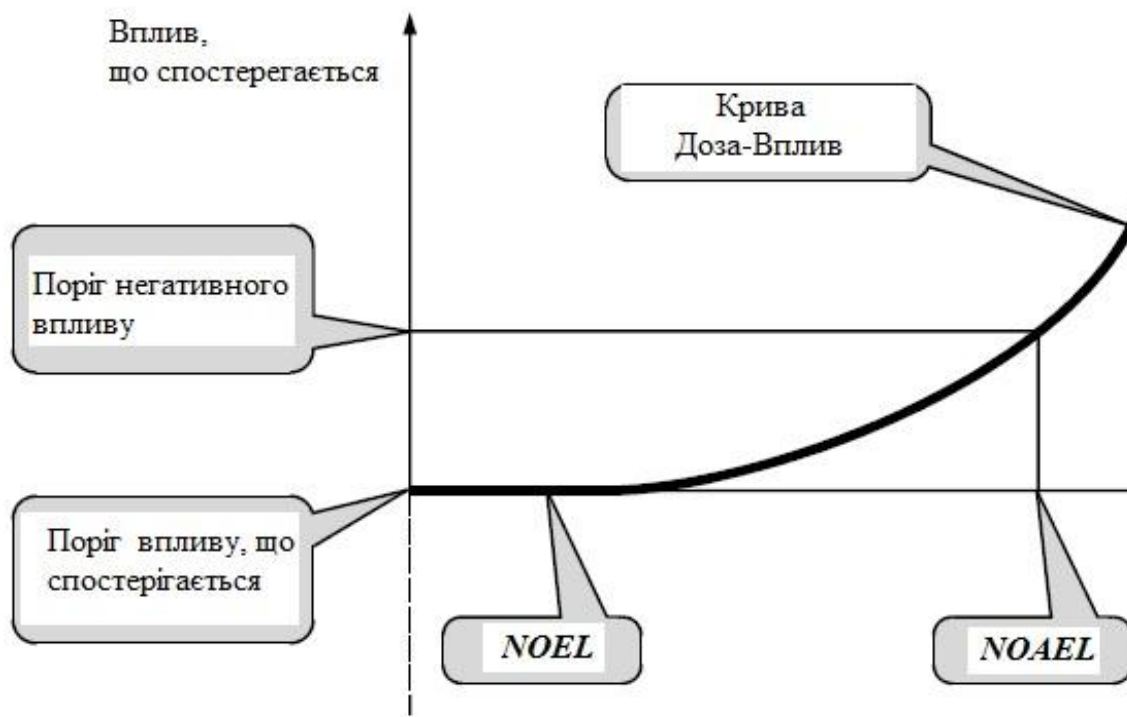 Вплив,
що спостерегається
Крива
Доза-Вплив
Поріг негативного
впливу
Поріг впливу, що
спостерігається
NOEL
NOAEL